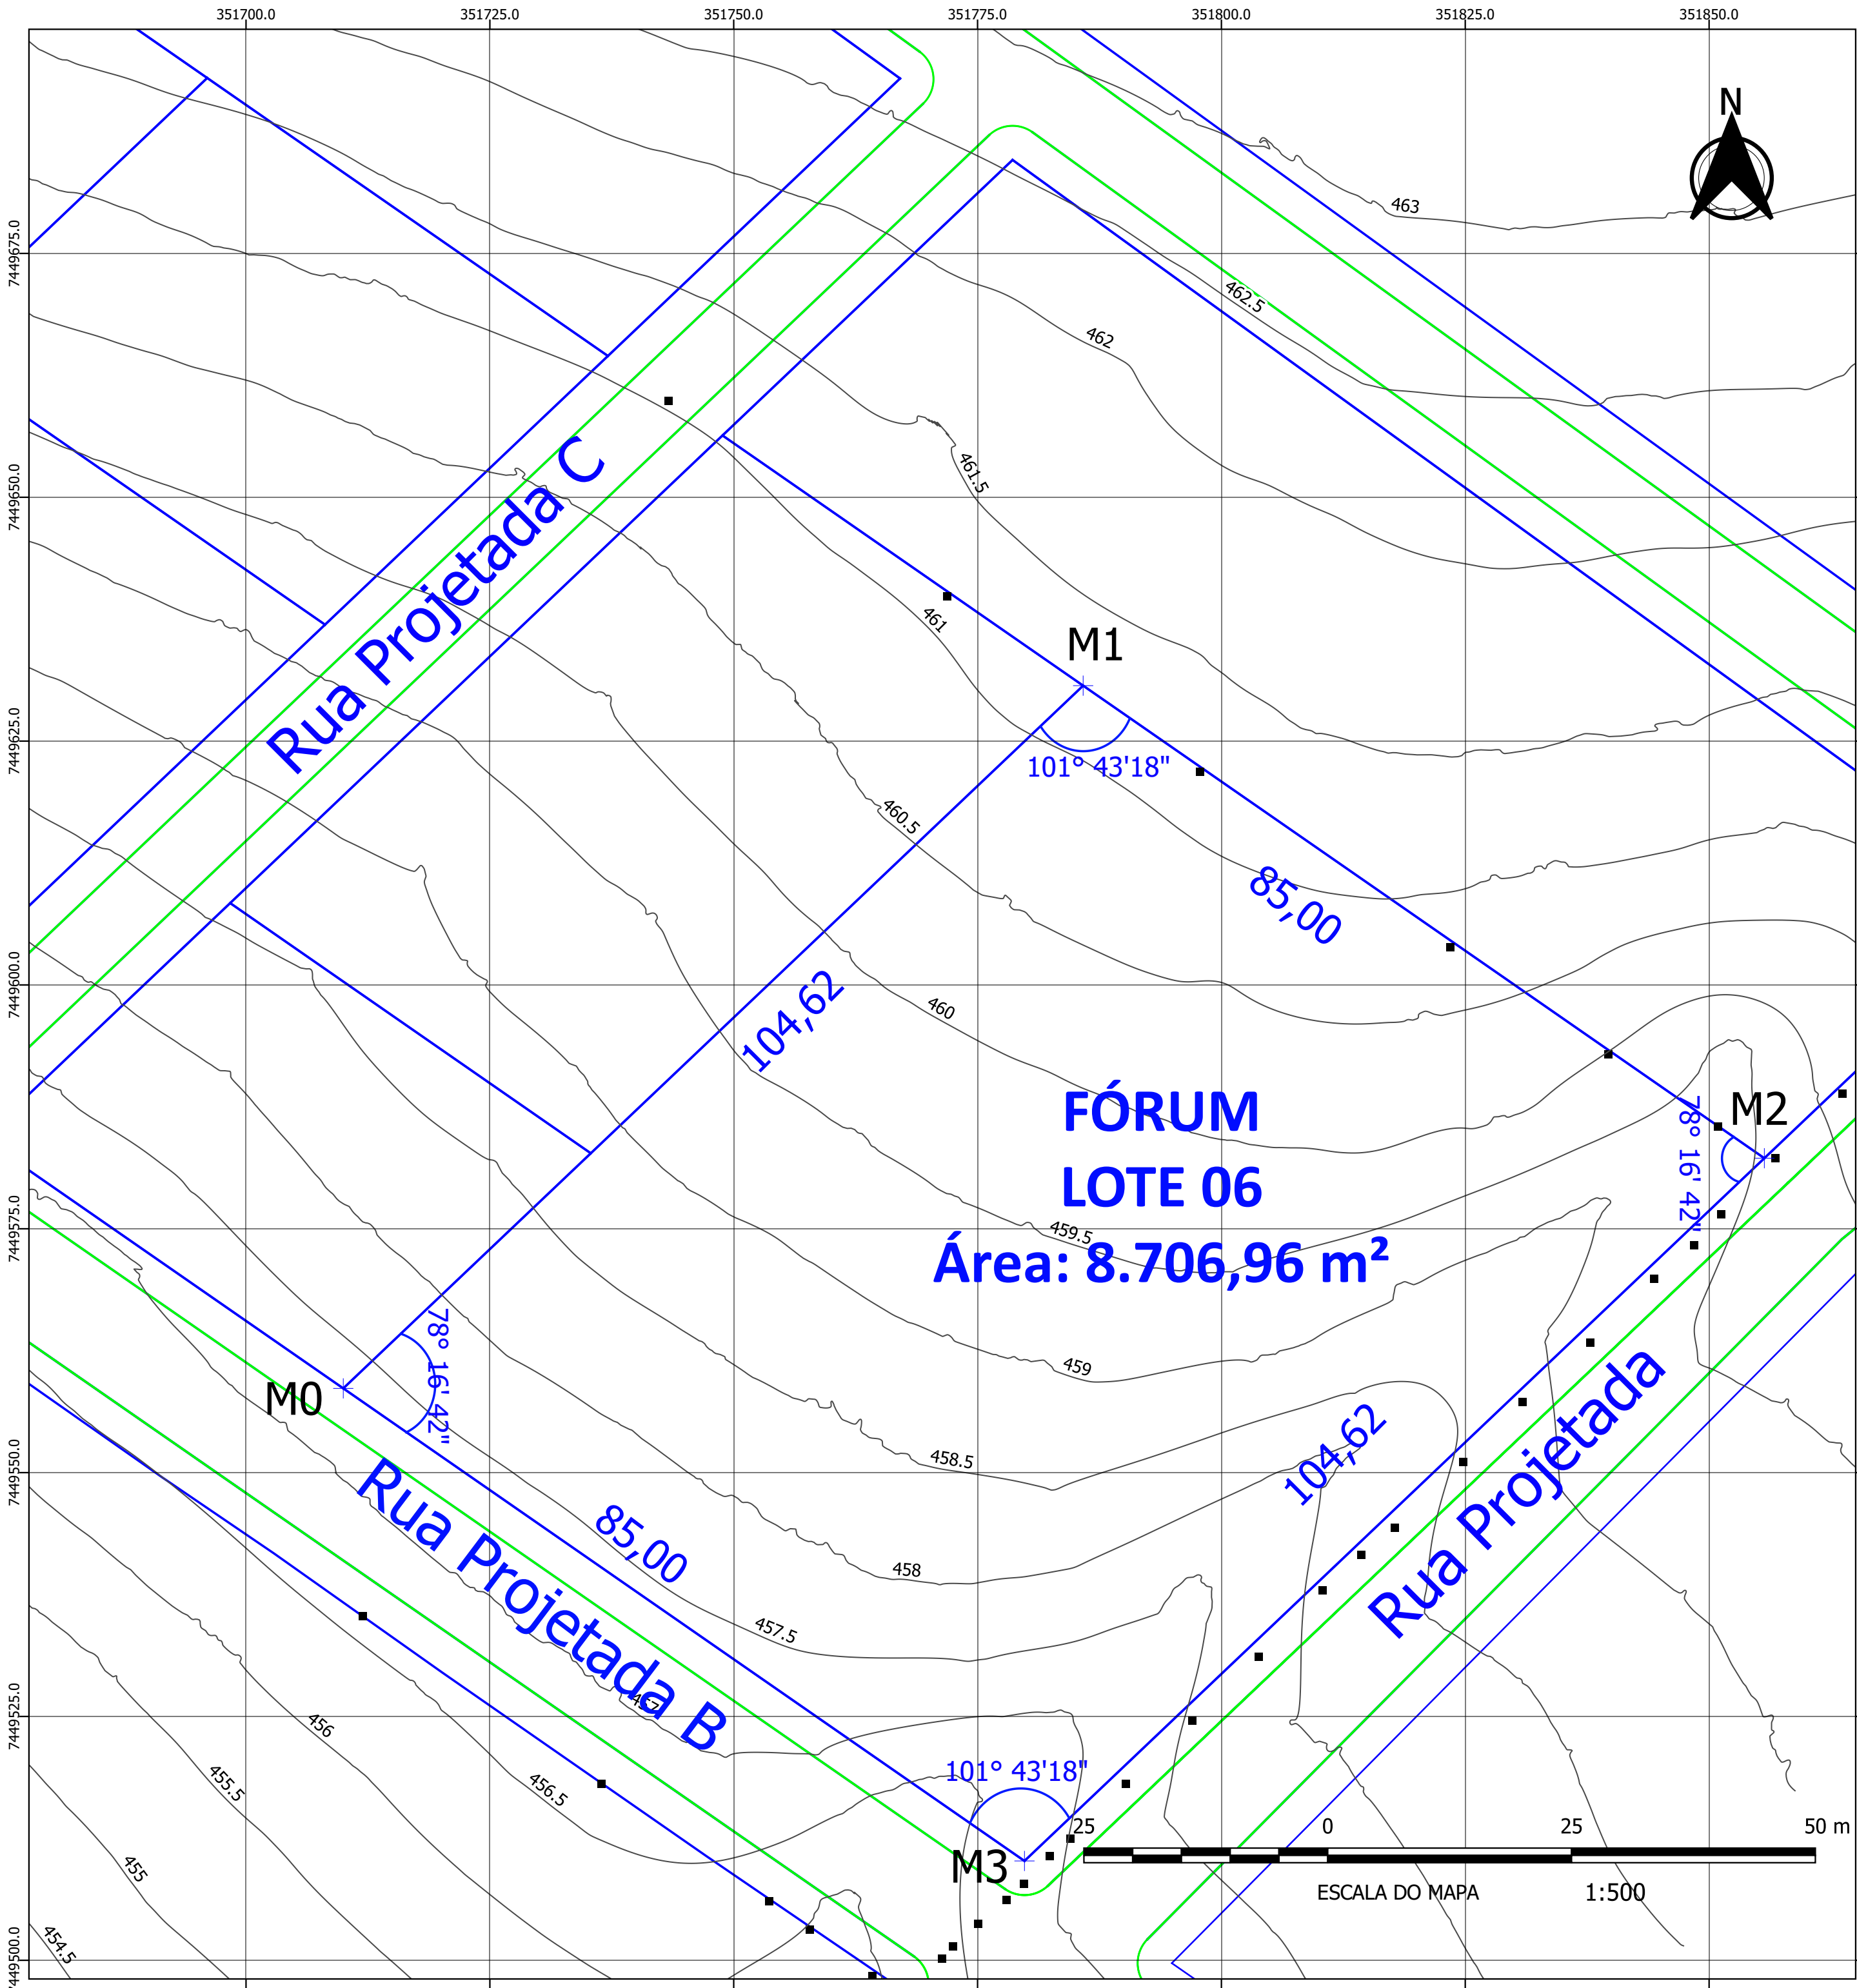 351700.0
351725.0
351750.0
351775.0
351800.0
351825.0
351850.0
N
463
7449675.0
462.5
462
Rua Projetada C
461.5
7449650.0
461
M1
7449625.0
101° 43'18"
460.5
85,00
7449600.0
104,62
460
FÓRUM
LOTE 06
Área: 8.706,96 m²
M2
78° 16' 42"
459.5
7449575.0
78° 16' 42"
M0
459
104,62
Rua Projetada
458.5
7449550.0
Rua Projetada B
85,00
458
457.5
457
7449525.0
456
455.5
456.5
101° 43'18"
25
0
25
50 m
455
M3
ESCALA DO MAPA
1:500
454.5
7449500.0